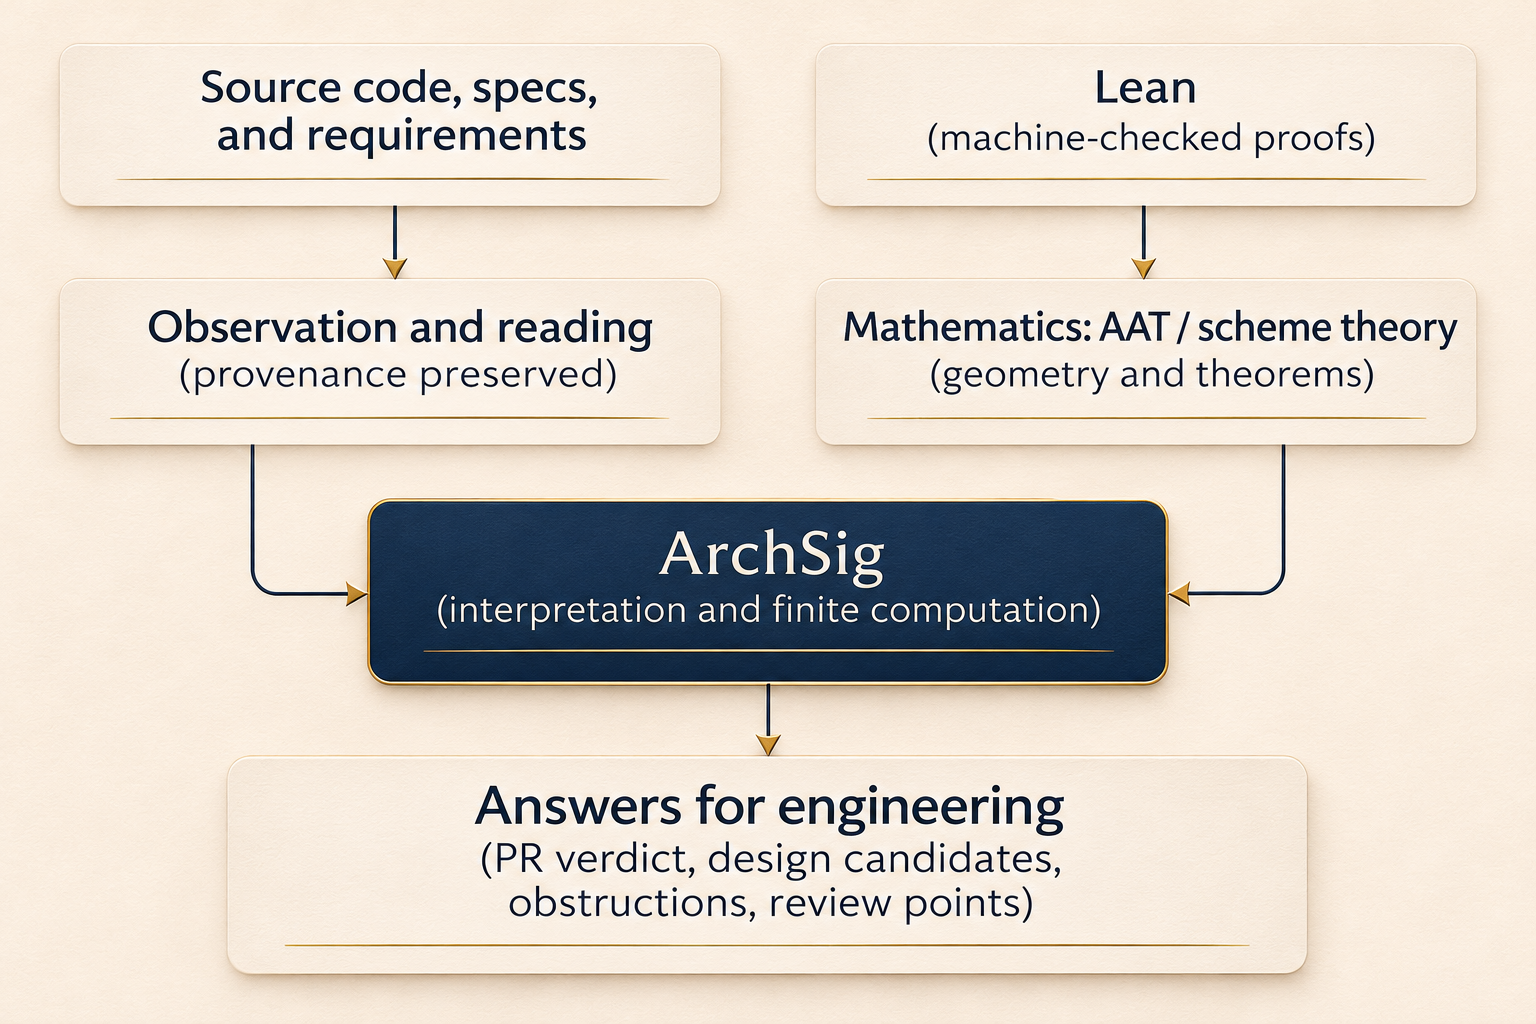 Source code, specs,
and requirements
Lean
(machine-checked proofs)
Observation and reading
(provenance preserved)
Mathematics: AAT / scheme theory
(geometry and theorems)
ArchSig
(interpretation and finite computation)
Answers for engineering
(PR verdict, design candidates,
obstructions, review points)